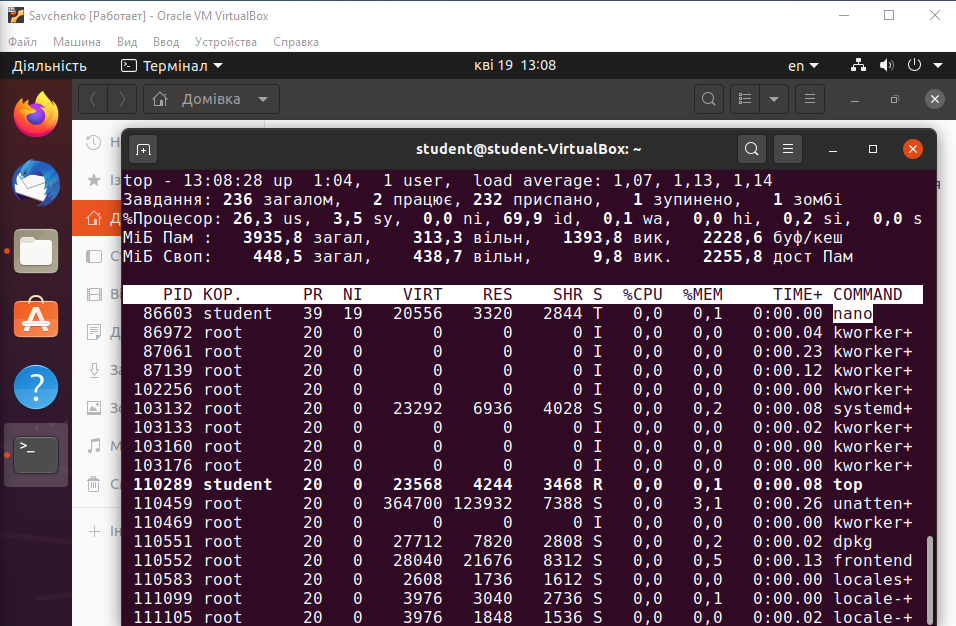 Savchenko [Работает] - Oracle VM VirtualBox
Файл Машина Вид Ввод Устройства Справка
Діяльність Термінал кві 19 13:08 en
Домівка
student@student-VirtualBox: ~
top - 13:08:28 up 1:04, 1 user, load average: 1,07, 1,13, 1,14
Завдання: 236 загалом, 2 працює, 232 приспано, 1 зупинено, 1 зомбі
%Процесор: 26,3 us, 3,5 sy, 0,0 ni, 69,9 id, 0,1 wa, 0,0 hi, 0,2 si, 0,0 s
МіБ Пам : 3935,8 загал, 313,3 вільн, 1393,8 вик, 2228,6 буф/кеш
МіБ Своп: 448,5 загал, 438,7 вільн, 9,8 вик. 2255,8 дост Пам
PID КОР. PR NI VIRT RES SHR S %CPU %MEM TIME+ COMMAND
86603 student 39 19 20556 3320 2844 T 0,0 0,1 0:00.00 nano
86972 root 20 0 0 0 0 I 0,0 0,0 0:00.04 kworker+
87061 root 20 0 0 0 0 I 0,0 0,0 0:00.23 kworker+
87139 root 20 0 0 0 0 I 0,0 0,0 0:00.12 kworker+
102256 root 20 0 0 0 0 I 0,0 0,0 0:00.00 kworker+
103132 root 20 0 23292 6936 4028 S 0,0 0,2 0:00.08 systemd+
103133 root 20 0 0 0 0 I 0,0 0,0 0:00.02 kworker+
103160 root 20 0 0 0 0 I 0,0 0,0 0:00.00 kworker+
103176 root 20 0 0 0 0 I 0,0 0,0 0:00.00 kworker+
110289 student 20 0 23568 4244 3468 R 0,0 0,1 0:00.08 top
110459 root 20 0 364700 123932 7388 S 0,0 3,1 0:00.26 unatten+
110469 root 20 0 0 0 0 I 0,0 0,0 0:00.00 kworker+
110551 root 20 0 27712 7820 2808 S 0,0 0,2 0:00.02 dpkg
110552 root 20 0 28040 21676 8312 S 0,0 0,5 0:00.13 frontend
110583 root 20 0 2608 1736 1612 S 0,0 0,0 0:00.00 locales+
111099 root 20 0 3976 3040 2736 S 0,0 0,1 0:00.00 locale-+
111105 root 20 0 3976 1848 1536 S 0,0 0,0 0:00.02 locale-+